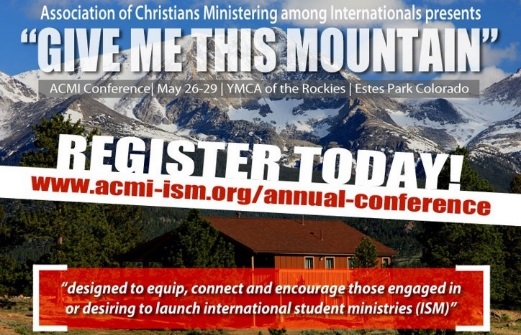 Association of Christians Ministering among Internationals presents
“GIVE ME THIS MOUNTAIN”
ACMI Conference| May 26-29 | YMCA of the Rockies | Estes Park Colorado
REGISTER TODAY!
www.acmi-ism.org/annual-conference
“designed to equip, connect and encourage those engaged in
or desiring to launch international student ministries (ISM)”